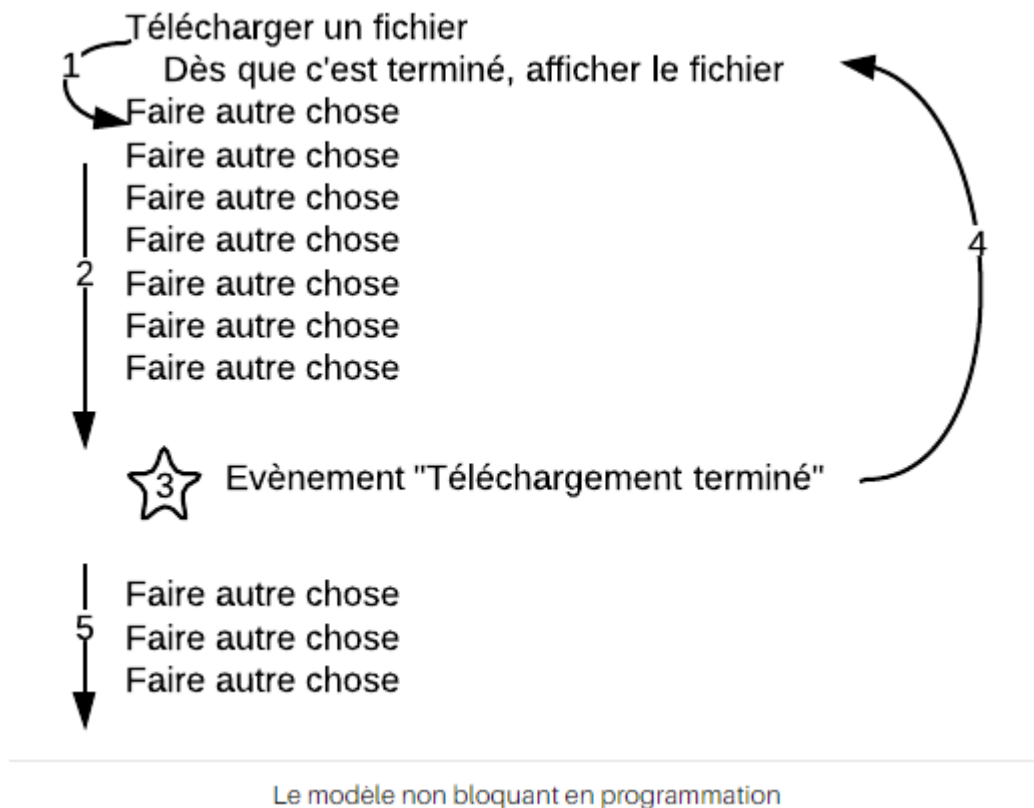 Télécharger un fichier
1
Dès que c'est terminé, afficher le fichier
Faire autre chose
Faire autre chose
Faire autre chose
Faire autre chose
4
2
Faire autre chose
Faire autre chose
Faire autre chose
3
Evènement "Téléchargement terminé"
Faire autre chose
5
Faire autre chose
Faire autre chose
Le modèle non bloquant en programmation